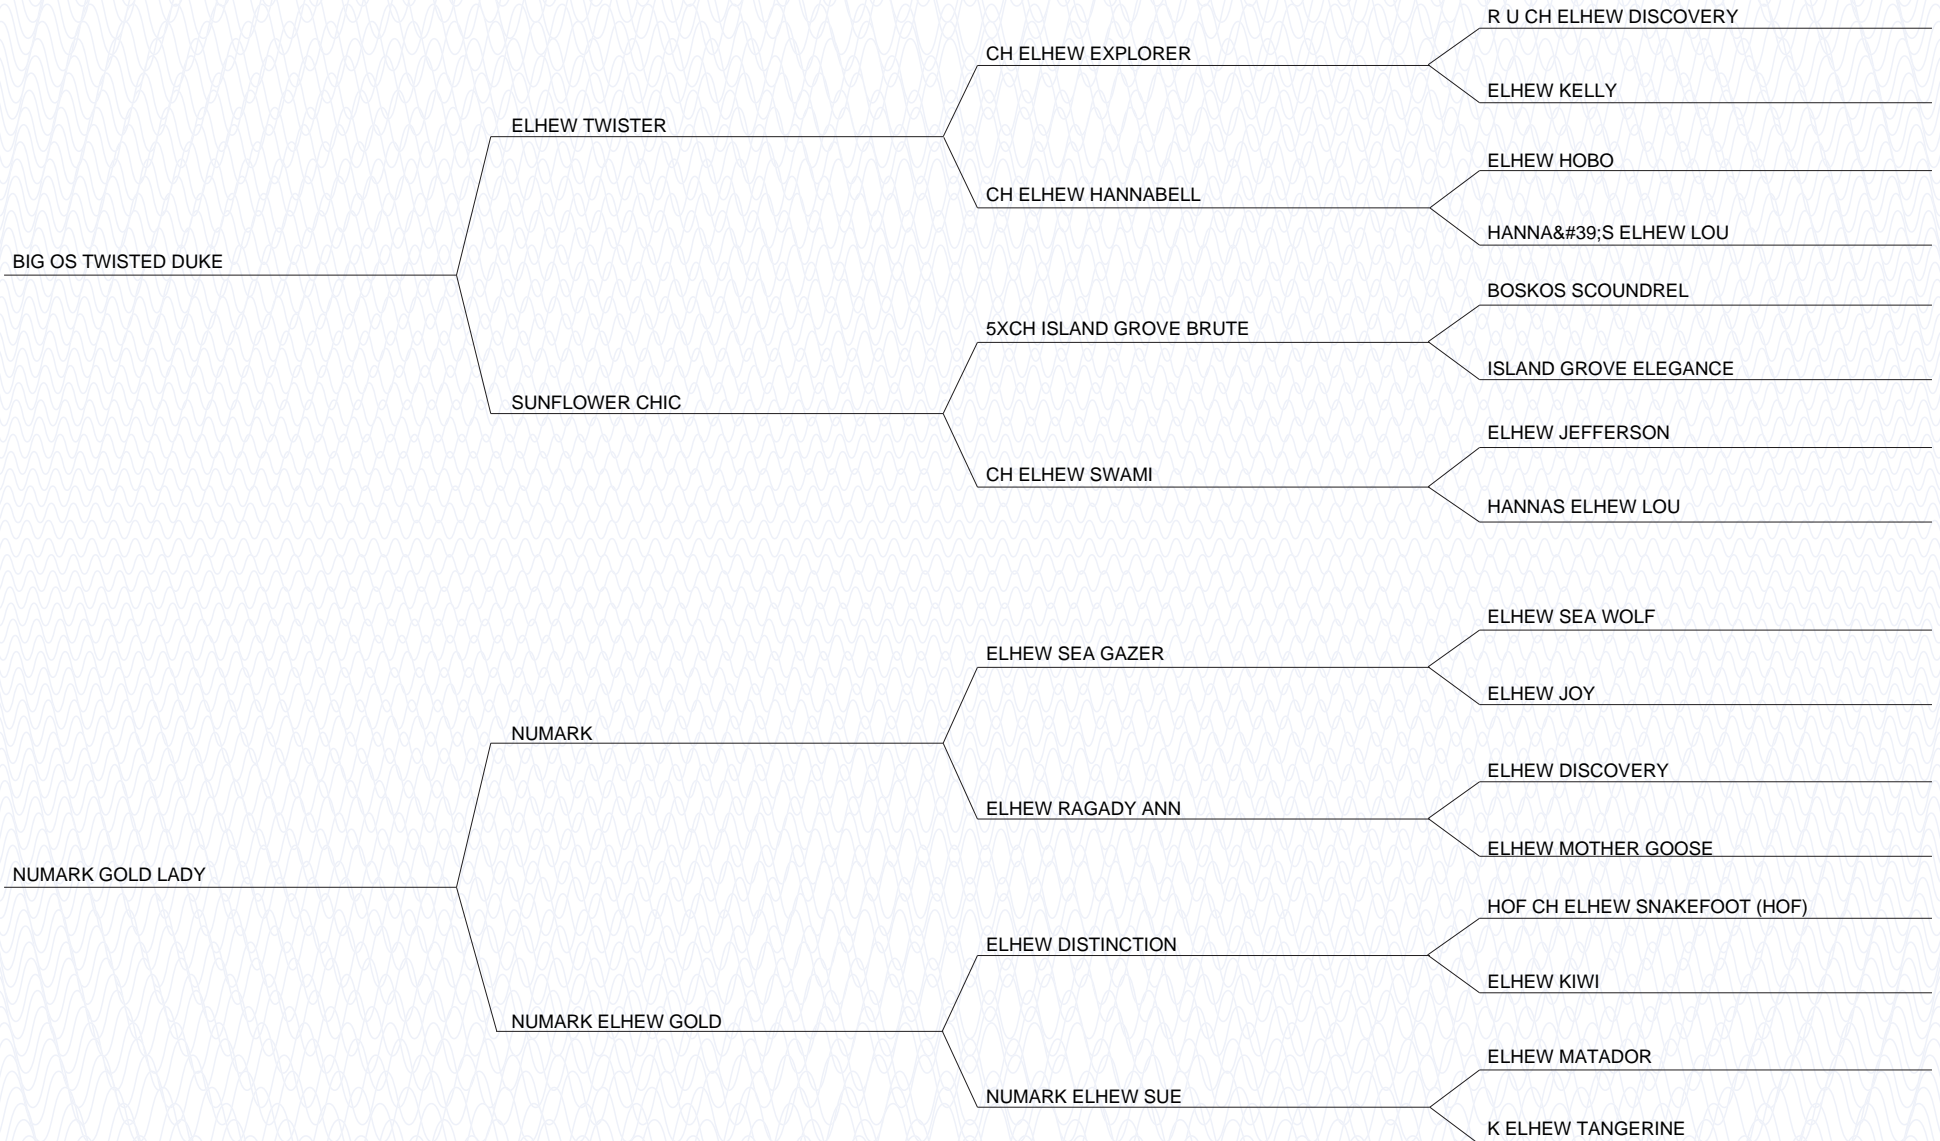 R U CH ELHEW DISCOVERY
CH ELHEW EXPLORER
ELHEW KELLY
ELHEW TWISTER
ELHEW HOBO
CH ELHEW HANNABELL
HANNA&#39;S ELHEW LOU
BIG OS TWISTED DUKE
BOSKOS SCOUNDREL
5XCH ISLAND GROVE BRUTE
ISLAND GROVE ELEGANCE
SUNFLOWER CHIC
ELHEW JEFFERSON
CH ELHEW SWAMI
HANNAS ELHEW LOU
ELHEW SEA WOLF
ELHEW SEA GAZER
ELHEW JOY
NUMARK
ELHEW DISCOVERY
ELHEW RAGADY ANN
ELHEW MOTHER GOOSE
NUMARK GOLD LADY
HOF CH ELHEW SNAKEFOOT (HOF)
ELHEW DISTINCTION
ELHEW KIWI
NUMARK ELHEW GOLD
ELHEW MATADOR
NUMARK ELHEW SUE
K ELHEW TANGERINE